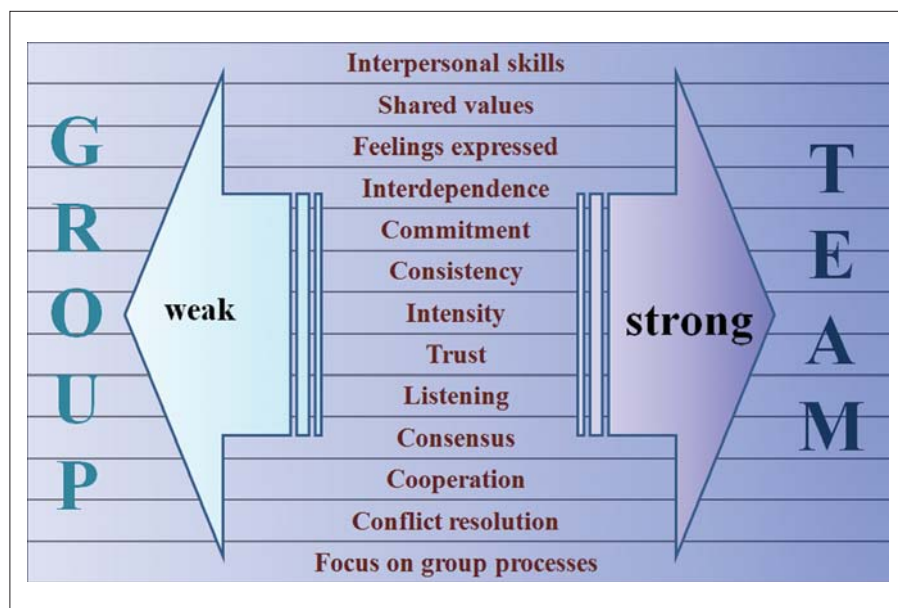 GROUP
Interpersonal skills
Shared values
Feelings expressed
Interdependence
Commitment
Consistency
weak
Intensity
strong
Trust
Listening
Consensus
Cooperation
Conflict resolution
Focus on group processes
TEAM